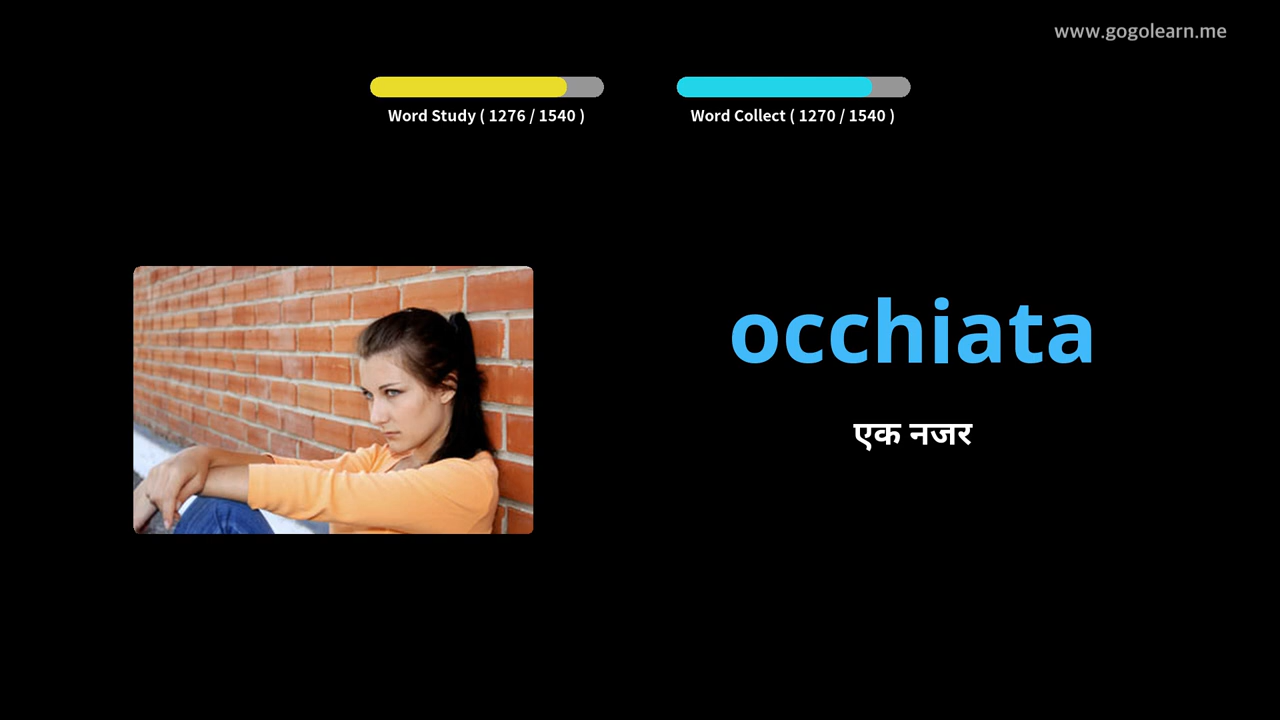 www.gogolearn.me
Word Study ( 1276 / 1540 )
Word Collect ( 1270 / 1540 )
occhiata
एक नजर